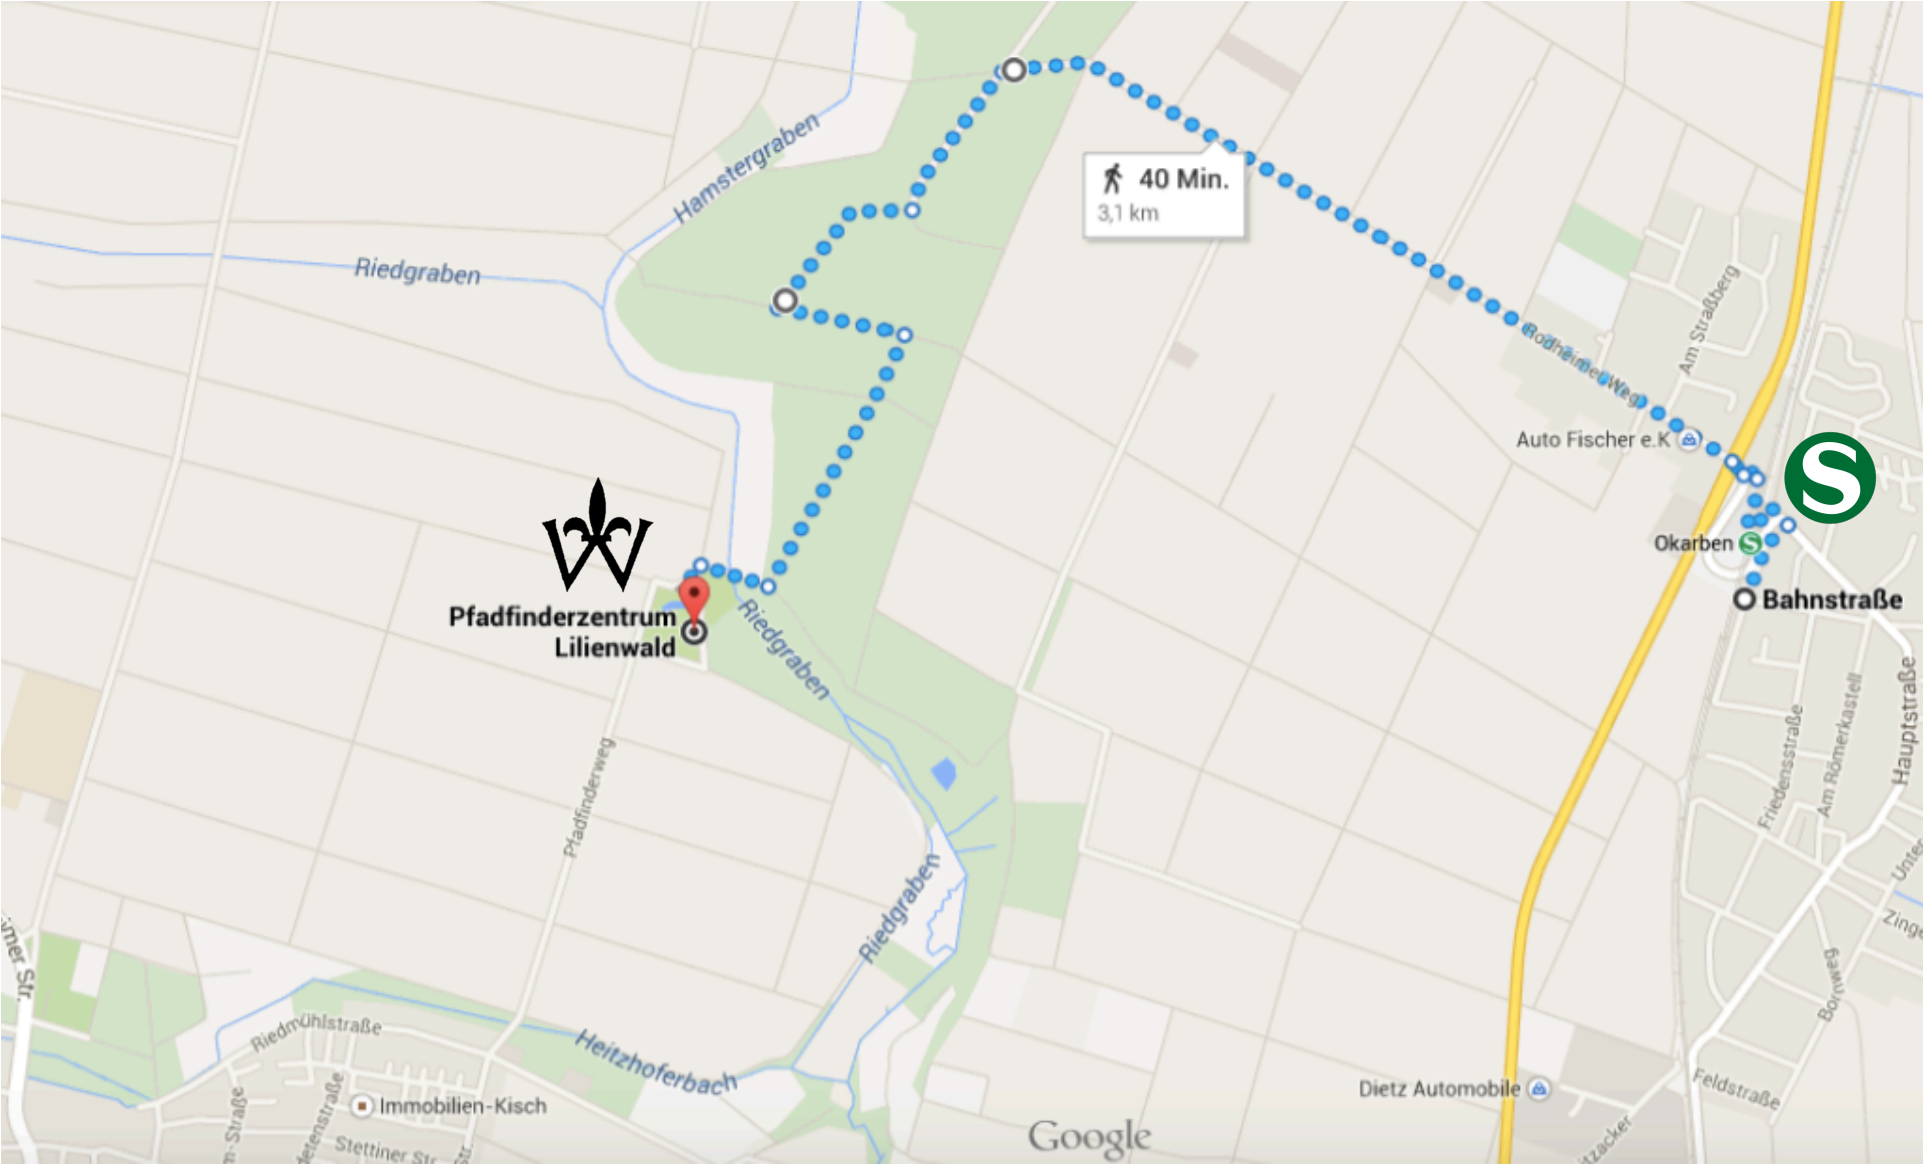 Hamstergraben
Riedgraben
40 Min.
3,1 km
Am Straßberg
Rodheimer Weg
Auto Fischer e.K
S
Okarben
S
Bahnstraße
W
Pfadfinderzentrum
Lilienwald
Riedgraben
Hauptstraße
Friedensstraße
Am Römerkastell
Pfadfinderweg
Riedgraben
Zinge
Bornweg
Riedmühlstraße
Heitzhoferbach
Dietz Automobile
Feldstraße
Immobilien-Kisch
Stettiner Str.
Google